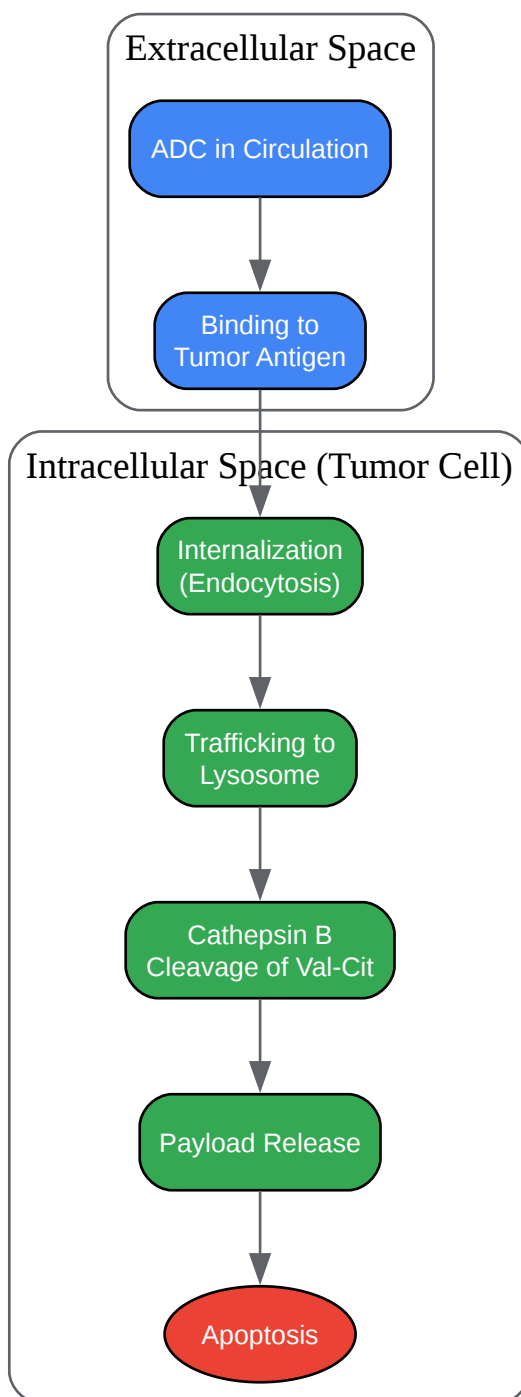 Extracellular Space
ADC in Circulation
Binding to
Tumor Antigen
Intracellular Space (Tumor Cell)
Internalization
(Endocytosis)
Trafficking to
Lysosome
Cathepsin B
Cleavage of Val-Cit
Payload Release
Apoptosis